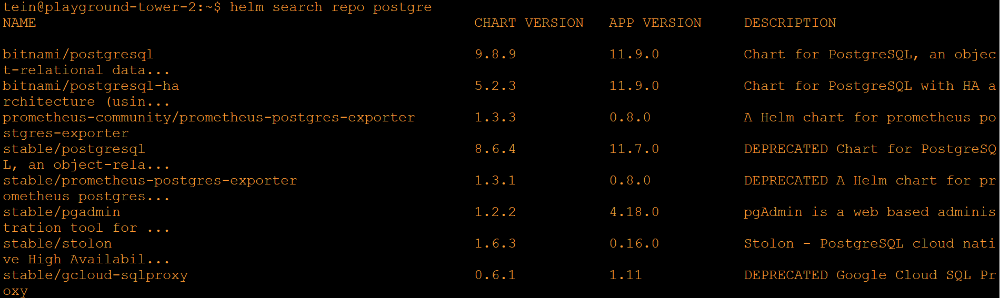 tein@playground-tower-2:~$ helm search repo postgre
NAME CHART VERSION APP VERSION DESCRIPTION
bitnami/postgresql 9.8.9 11.9.0 Chart for PostgreSQL, an objec
t-relational data...
bitnami/postgresql-ha 5.2.3 11.9.0 Chart for PostgreSQL with HA a
rchitecture (usin...
prometheus-community/prometheus-postgres-exporter 1.3.3 0.8.0 A Helm chart for prometheus po
stgres-exporter
stable/postgresql 8.6.4 11.7.0 DEPRECATED Chart for PostgreSQ
L, an object-rela...
stable/prometheus-postgres-exporter 1.3.1 0.8.0 DEPRECATED A Helm chart for pr
ometheus postgres...
stable/pgadmin 1.2.2 4.18.0 pgAdmin is a web based adminis
tration tool for ...
stable/stolon 1.6.3 0.16.0 Stolon - PostgreSQL cloud nati
ve High Availabil...
stable/gcloud-sqlproxy 0.6.1 1.11 DEPRECATED Google Cloud SQL Pr
oxy